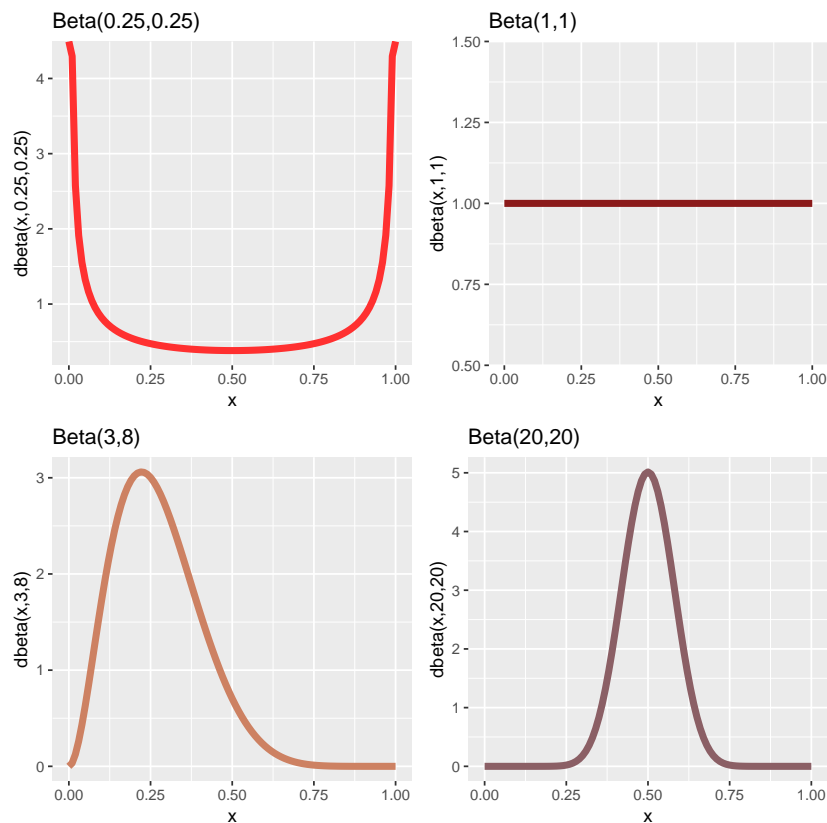 Beta(0.25,0.25)
dbeta(x,0.25,0.25)
4
3
2
1
0.00 0.25 0.50 0.75 1.00
x
Beta(1,1)
dbeta(x,1,1)
1.50
1.25
1.00
0.75
0.50
0.00 0.25 0.50 0.75 1.00
x
Beta(3,8)
dbeta(x,3,8)
3
2
1
0
0.00 0.25 0.50 0.75 1.00
x
Beta(20,20)
dbeta(x,20,20)
5
4
3
2
1
0
0.00 0.25 0.50 0.75 1.00
x